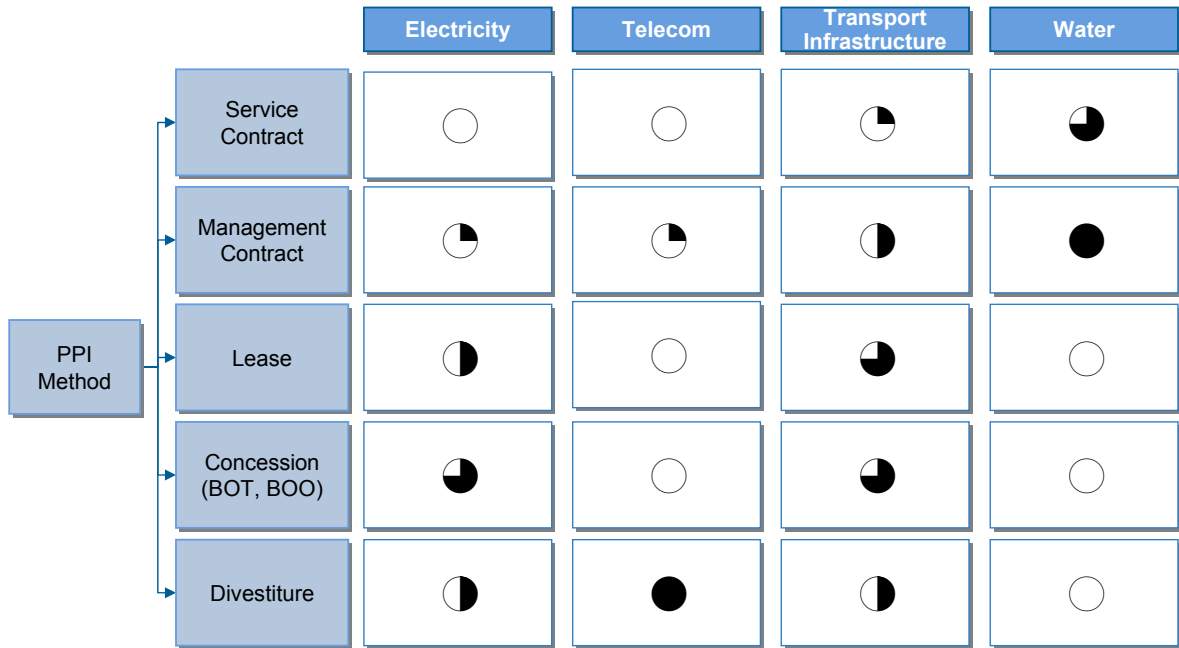 Electricity
Telecom
Transport
Infrastructure
Water
Service
Contract
Management
Contract
PPI
Method
Lease
Concession
(BOT, BOO)
Divestiture